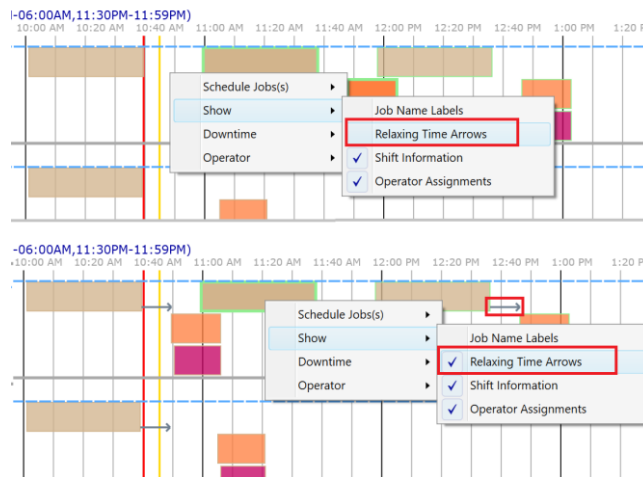 -06:00AM,11:30PM-11:59PM)
10:00 AM 10:20 AM 10:40 AM 11:00 AM 11:20 AM 11:40 AM 12:00 PM 12:20 PM 12:40 PM 1:00 PM 1:20 P
Schedule Jobs(s)
Show
Downtime
Operator
Job Name Labels
Relaxing Time Arrows
Shift Information
Operator Assignments
-06:00AM,11:30PM-11:59PM)
10:00 AM 10:20 AM 10:40 AM 11:00 AM 11:20 AM 11:40 AM 12:00 PM 12:20 PM 12:40 PM 1:00 PM 1:20 P
Schedule Jobs(s)
Show
Downtime
Operator
Job Name Labels
Relaxing Time Arrows
Shift Information
Operator Assignments